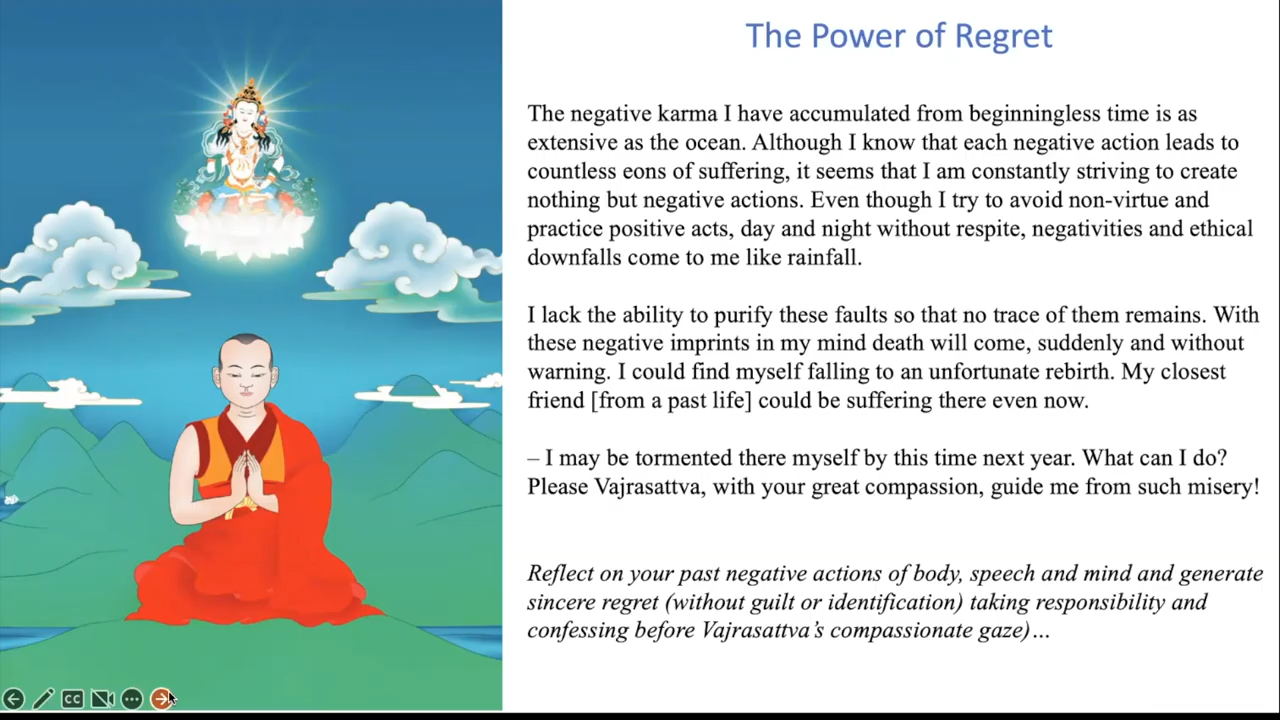 The Power of Regret
The negative karma I have accumulated from beginningless time is as
extensive as the ocean. Although I know that each negative action leads to
countless eons of suffering, it seems that I am constantly striving to create
nothing but negative actions. Even though I try to avoid non-virtue and
practice positive acts, day and night without respite, negativities and ethical
downfalls come to me like rainfall.
I lack the ability to purify these faults so that no trace of them remains. With
these negative imprints in my mind death will come, suddenly and without
warning. I could find myself falling to an unfortunate rebirth. My closest
friend [from a past life] could be suffering there even now.
– I may be tormented there myself by this time next year. What can I do?
Please Vajrasattva, with your great compassion, guide me from such misery!
Reflect on your past negative actions of body, speech and mind and generate
sincere regret (without guilt or identification) taking responsibility and
confessing before Vajrasattva’s compassionate gaze)…
CC